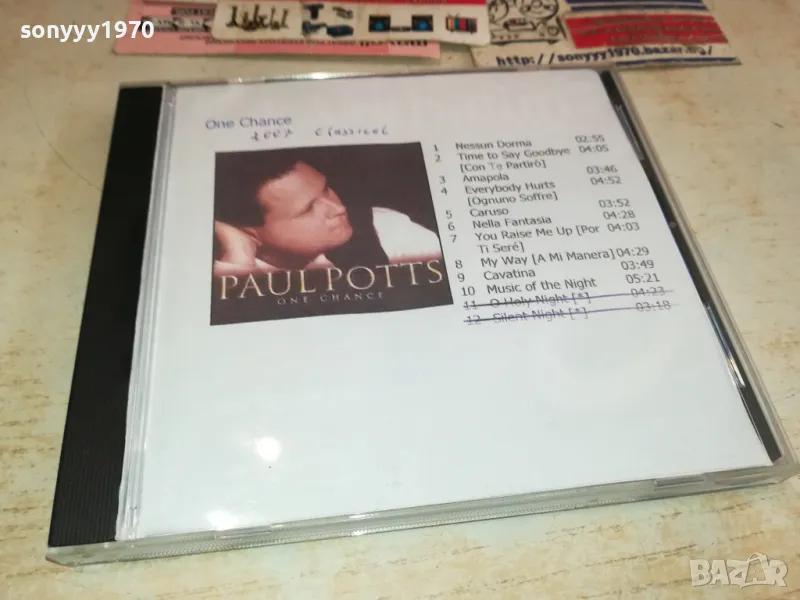 sonyyy1970
http://sonyyy1970.bazar.bg/
One Chance
2007 Classical
PAUL POTTS
ONE CHANCE
1 Nessun Dorma 02:55
2 Time to Say Goodbye 04:05
[Con Te Partirò]
3 Amapola 03:46
4 Everybody Hurts 04:52
[Ognuno Soffre]
5 Caruso 03:52
6 Nella Fantasia 04:28
7 You Raise Me Up [Por 04:03
Ti Seré]
8 My Way [A Mi Manera] 04:29
9 Cavatina 03:49
10 Music of the Night 05:21
11 O Holy Night [*] 04:23
12 Silent Night [*] 03:18
BAZAR